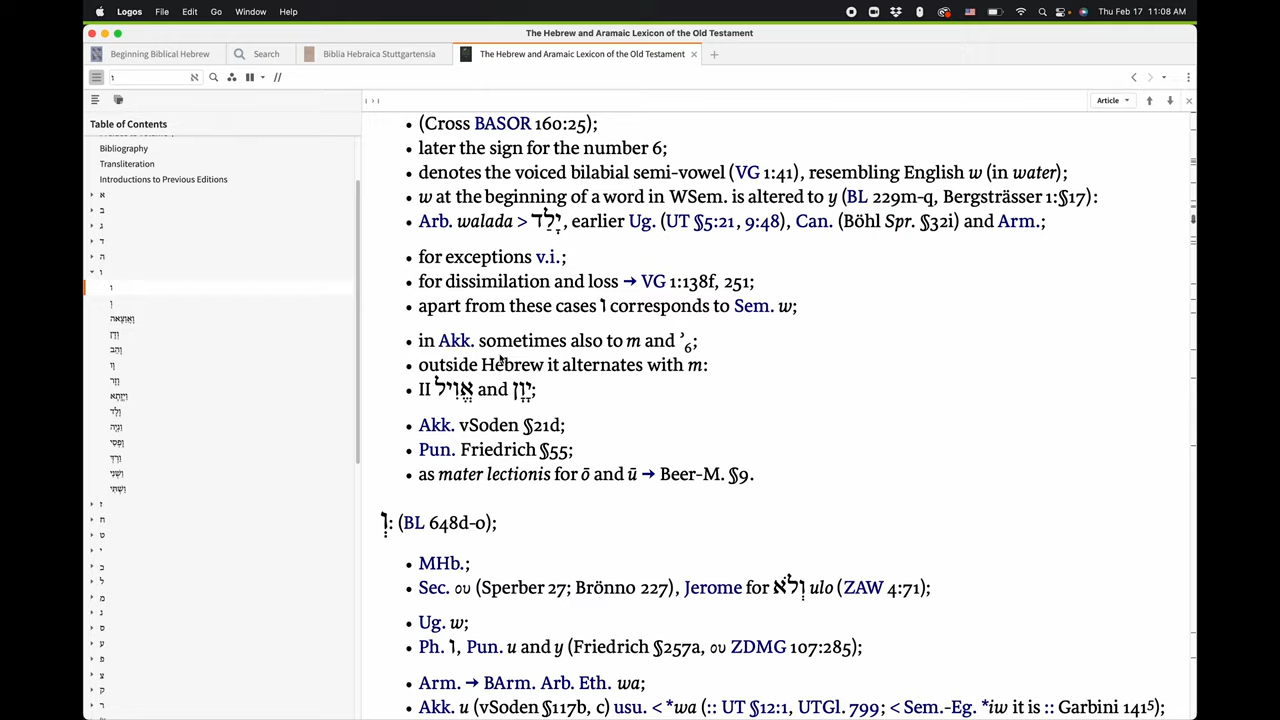 Logos File Edit Go Window Help Thu Feb 17 11:08 AM
The Hebrew and Aramaic Lexicon of the Old Testament
Beginning Biblical Hebrew Search Biblia Hebraica Stuttgartensia The Hebrew and Aramaic Lexicon of the Old Testament
ו
Article
Table of Contents
Bibliography
Transliteration
Introductions to Previous Editions
א
ב
ג
ד
ה
ו
ו
וְ
וְדָן
וָהֵב
וָו
וָזָר
וַיְזָתָא
וָלָד
וַנְיָה
וָפְסִי
וַשְׁנִי
וַשְׁתִּי
ז
ח
ט
י
כ
ל
מ
נ
ס
ע
פ
צ
ק
ר
• (Cross BASOR 160:25);
• later the sign for the number 6;
• denotes the voiced bilabial semi-vowel (VG 1:41), resembling English w (in water);
• w at the beginning of a word in WSem. is altered to y (BL 229m-q, Bergsträsser 1:§17):
• Arb. walada > יָלַד, earlier Ug. (UT §5:21, 9:48), Can. (Böhl Spr. §32i) and Arm.;
• for exceptions v.i.;
• for dissimilation and loss → VG 1:138f, 251;
• apart from these cases ו corresponds to Sem. w;
• in Akk. sometimes also to m and ʾ₆;
• outside Hebrew it alternates with m:
• II אֱוִיל and יָוָן;
• Akk. vSoden §21d;
• Pun. Friedrich §55;
• as mater lectionis for ō and ū → Beer-M. §9.
וְ: (BL 648d-o);
• MHb.;
• Sec. ου (Sperber 27; Brönno 227), Jerome for וְלֹא ulo (ZAW 4:71);
• Ug. w;
• Ph. ו, Pun. u and y (Friedrich §257a, ου ZDMG 107:285);
• Arm. → BArm. Arb. Eth. wa;
• Akk. u (vSoden §117b, c) usu. < *wa (:: UT §12:1, UTGl. 799; < Sem.-Eg. *iw it is :: Garbini 141⁵);